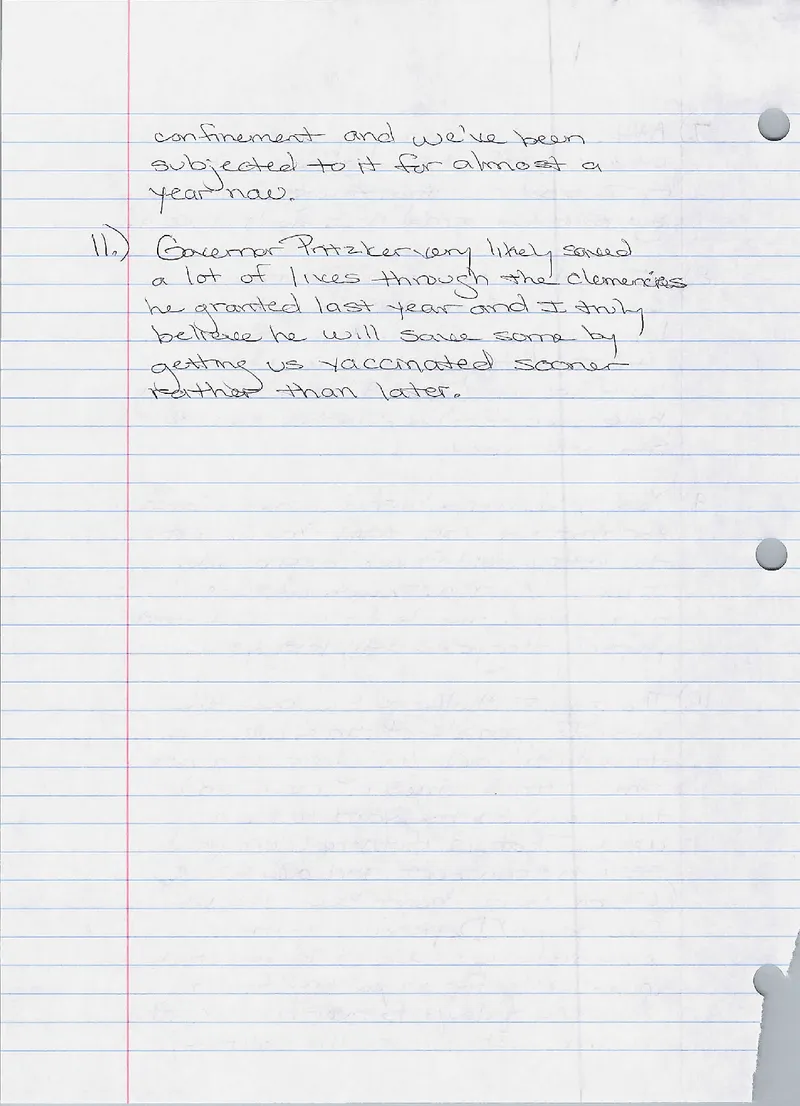 confinement and we've been
subjected to it for almost a
year now.
11.) Governor Pritzker very likely saved
a lot of lives through the clemencies
he granted last year and I truly
believe he will save some by
getting us vaccinated sooner
rather than later.